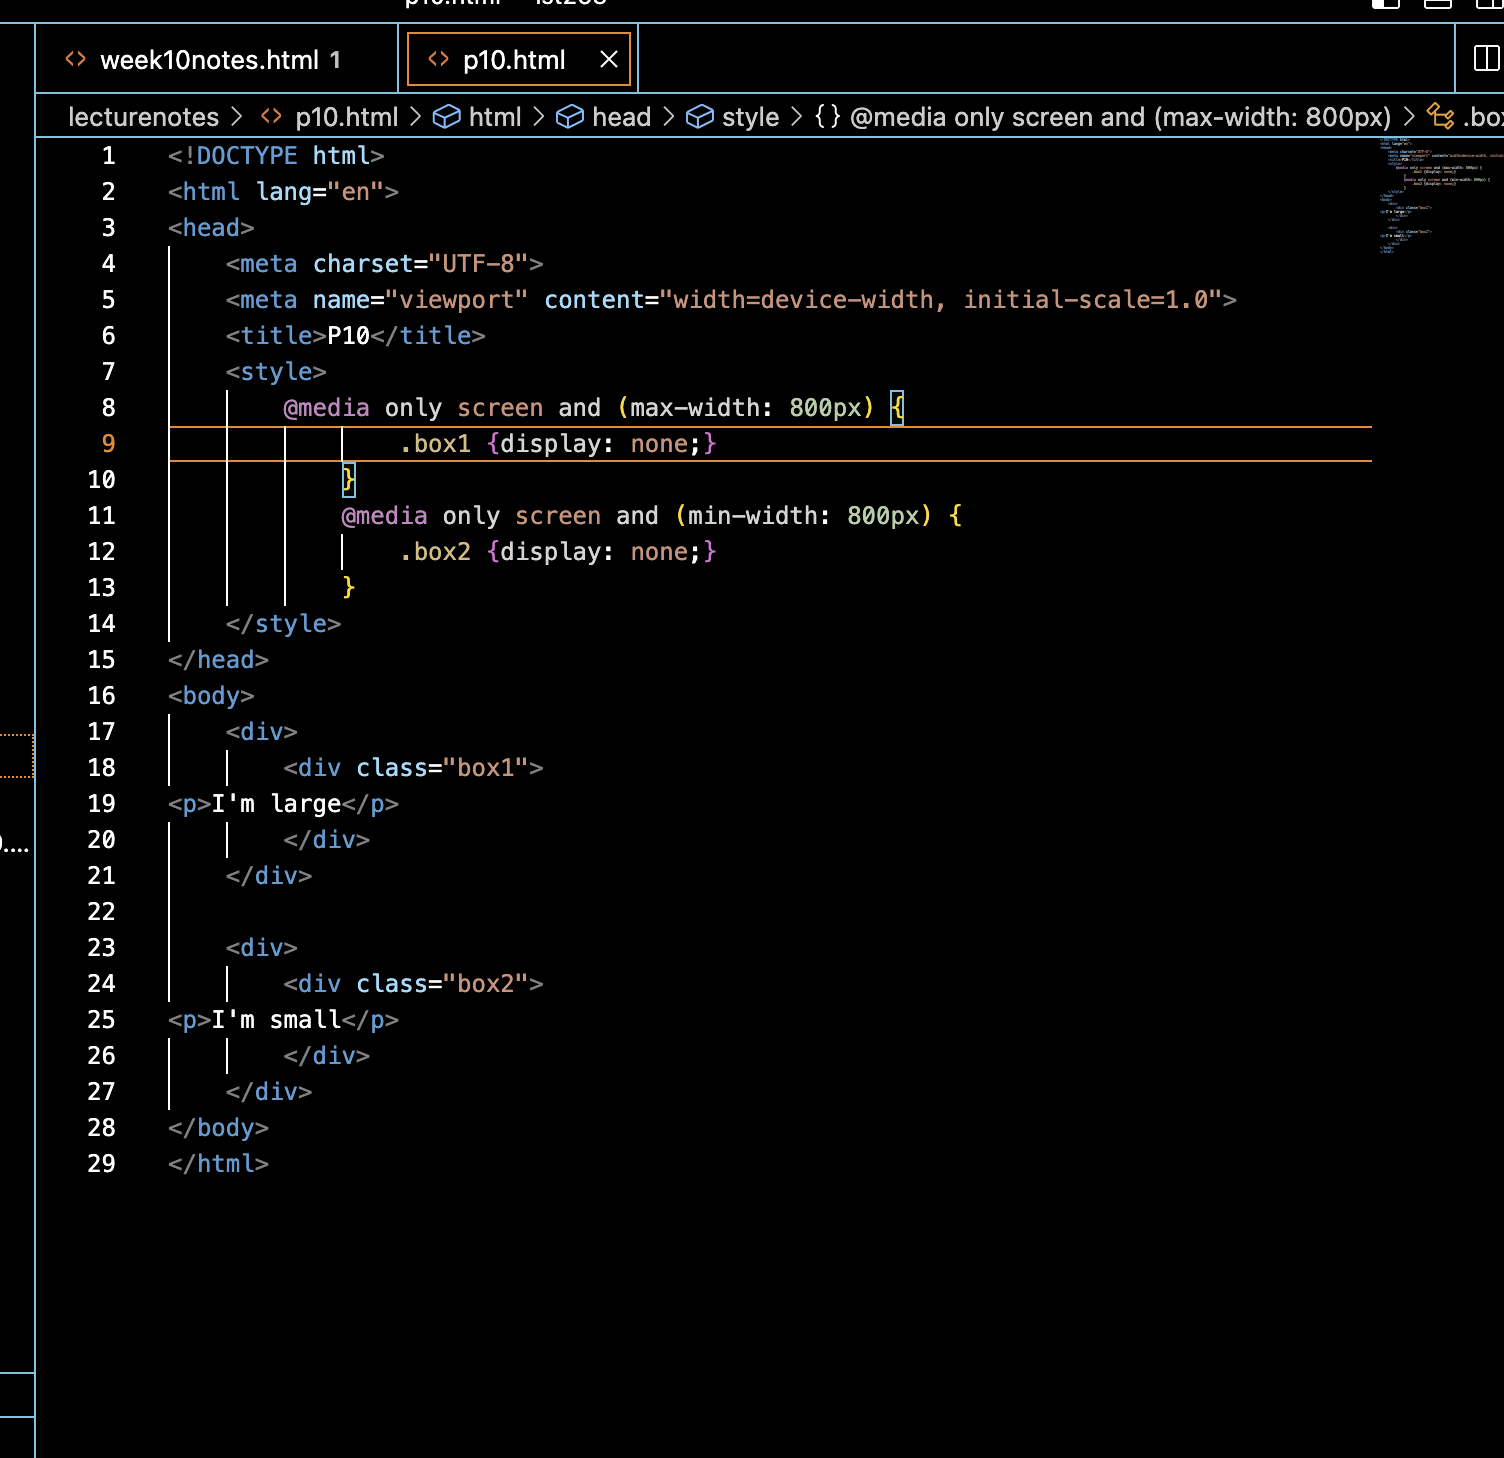 week10notes.html 1 p10.html
lecturenotes > p10.html > html > head > style > {} @media only screen and (max-width: 800px) >
1 <!DOCTYPE html>
2 <html lang="en">
3 <head>
4     <meta charset="UTF-8">
5     <meta name="viewport" content="width=device-width, initial-scale=1.0">
6     <title>P10</title>
7     <style>
8         @media only screen and (max-width: 800px) {
9                 .box1 {display: none;}
10             }
11             @media only screen and (min-width: 800px) {
12                 .box2 {display: none;}
13             }
14     </style>
15 </head>
16 <body>
17     <div>
18         <div class="box1">
19 <p>I'm large</p>
20         </div>
21     </div>
22
23     <div>
24         <div class="box2">
25 <p>I'm small</p>
26         </div>
27     </div>
28 </body>
29 </html>